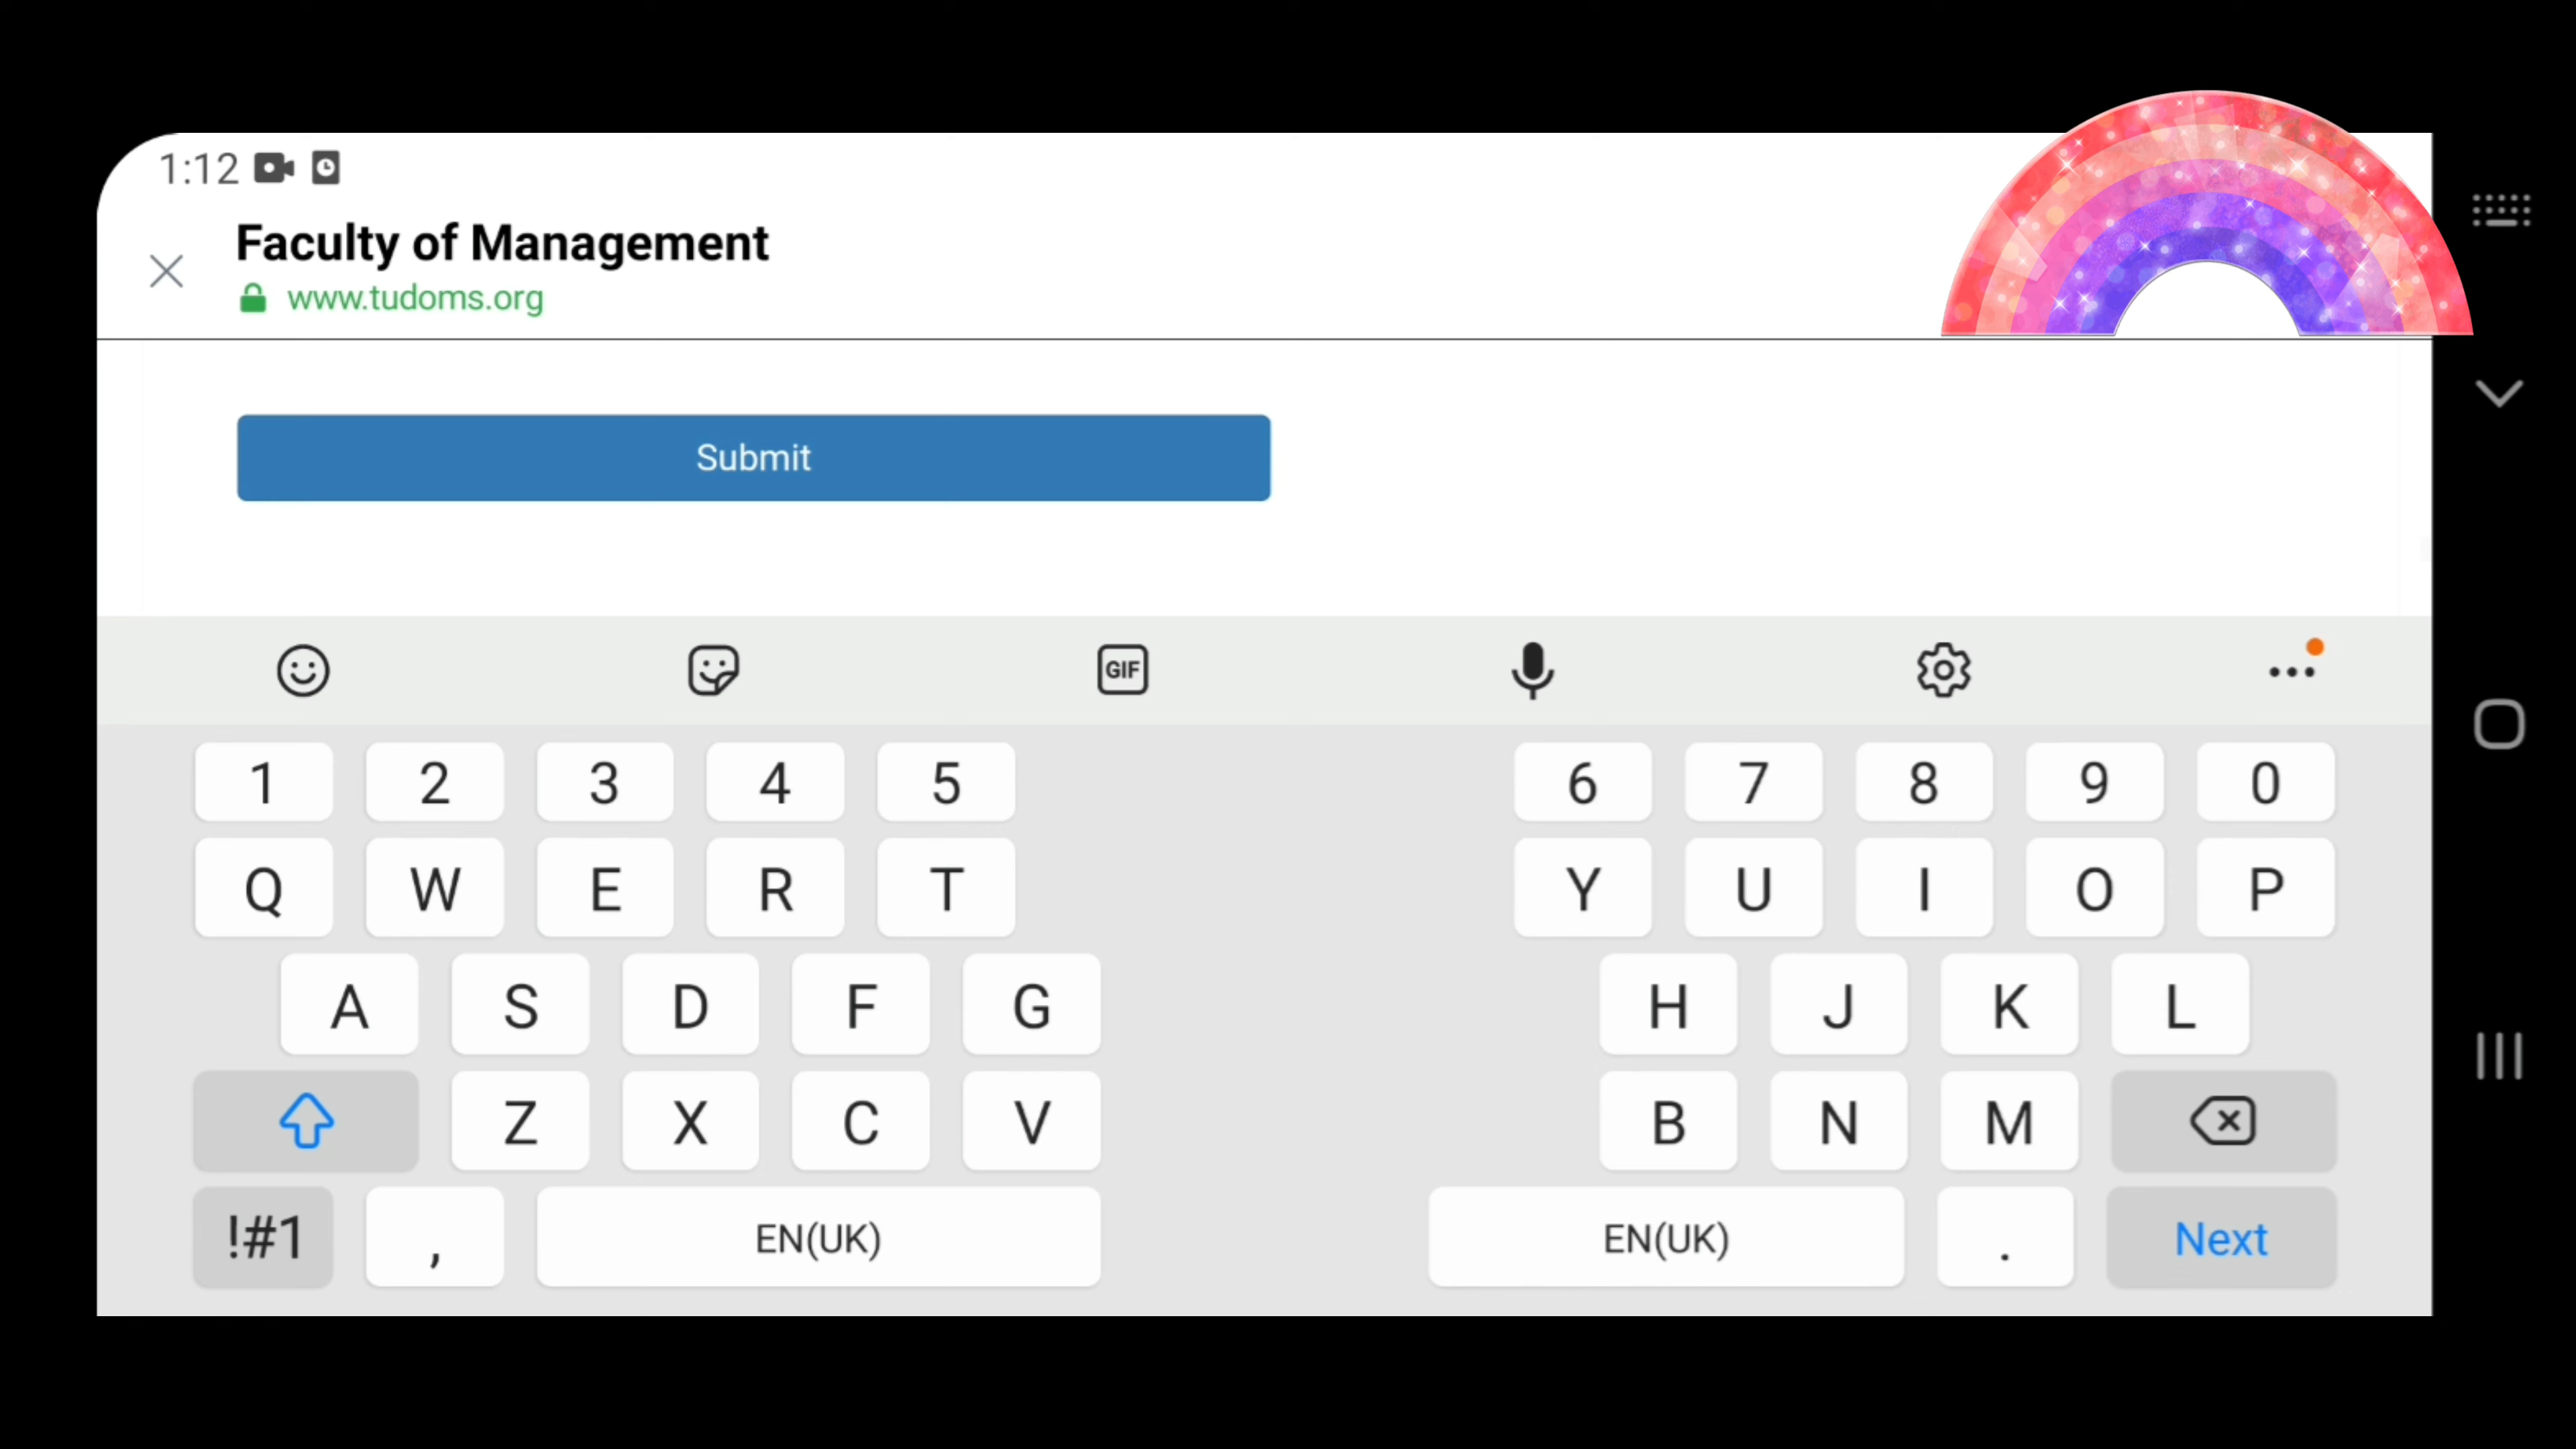 1:12
Faculty of Management
www.tudoms.org
Submit
GIF
1 2 3 4 5 6 7 8 9 0
Q W E R T Y U I O P
A S D F G H J K L
Z X C V B N M
!#1 , EN(UK) EN(UK) . Next